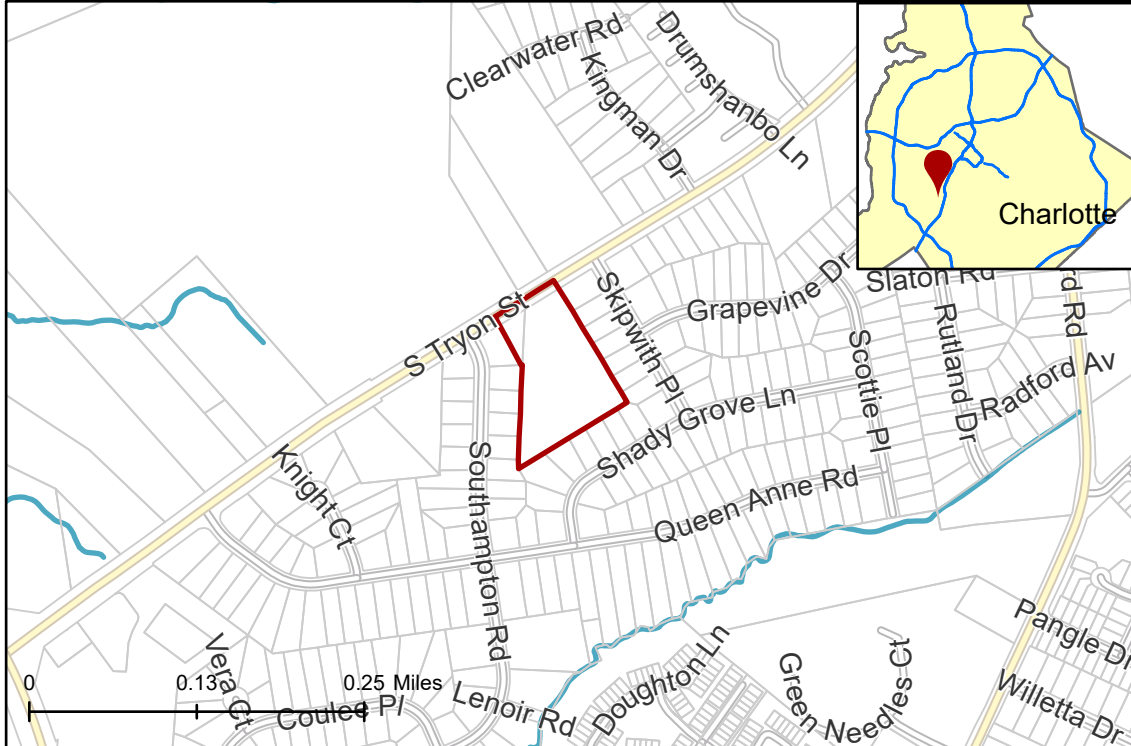 Clearwater Rd
Kingman Dr
Drumshanbo Ln
Charlotte
S Tryon St
Skipwith Pl
Grapevine Dr
Slaton Rd
rd Rd
Scottie Pl
Rutland Dr
Radford Av
Shady Grove Ln
Knight Ct
Southampton Rd
Queen Anne Rd
Vera Ct
Coulee Pl
Lenoir Rd
Doughton Ln
Green Needles Ct
Pangle Dr
Willetta Dr
0 0.13 0.25 Miles